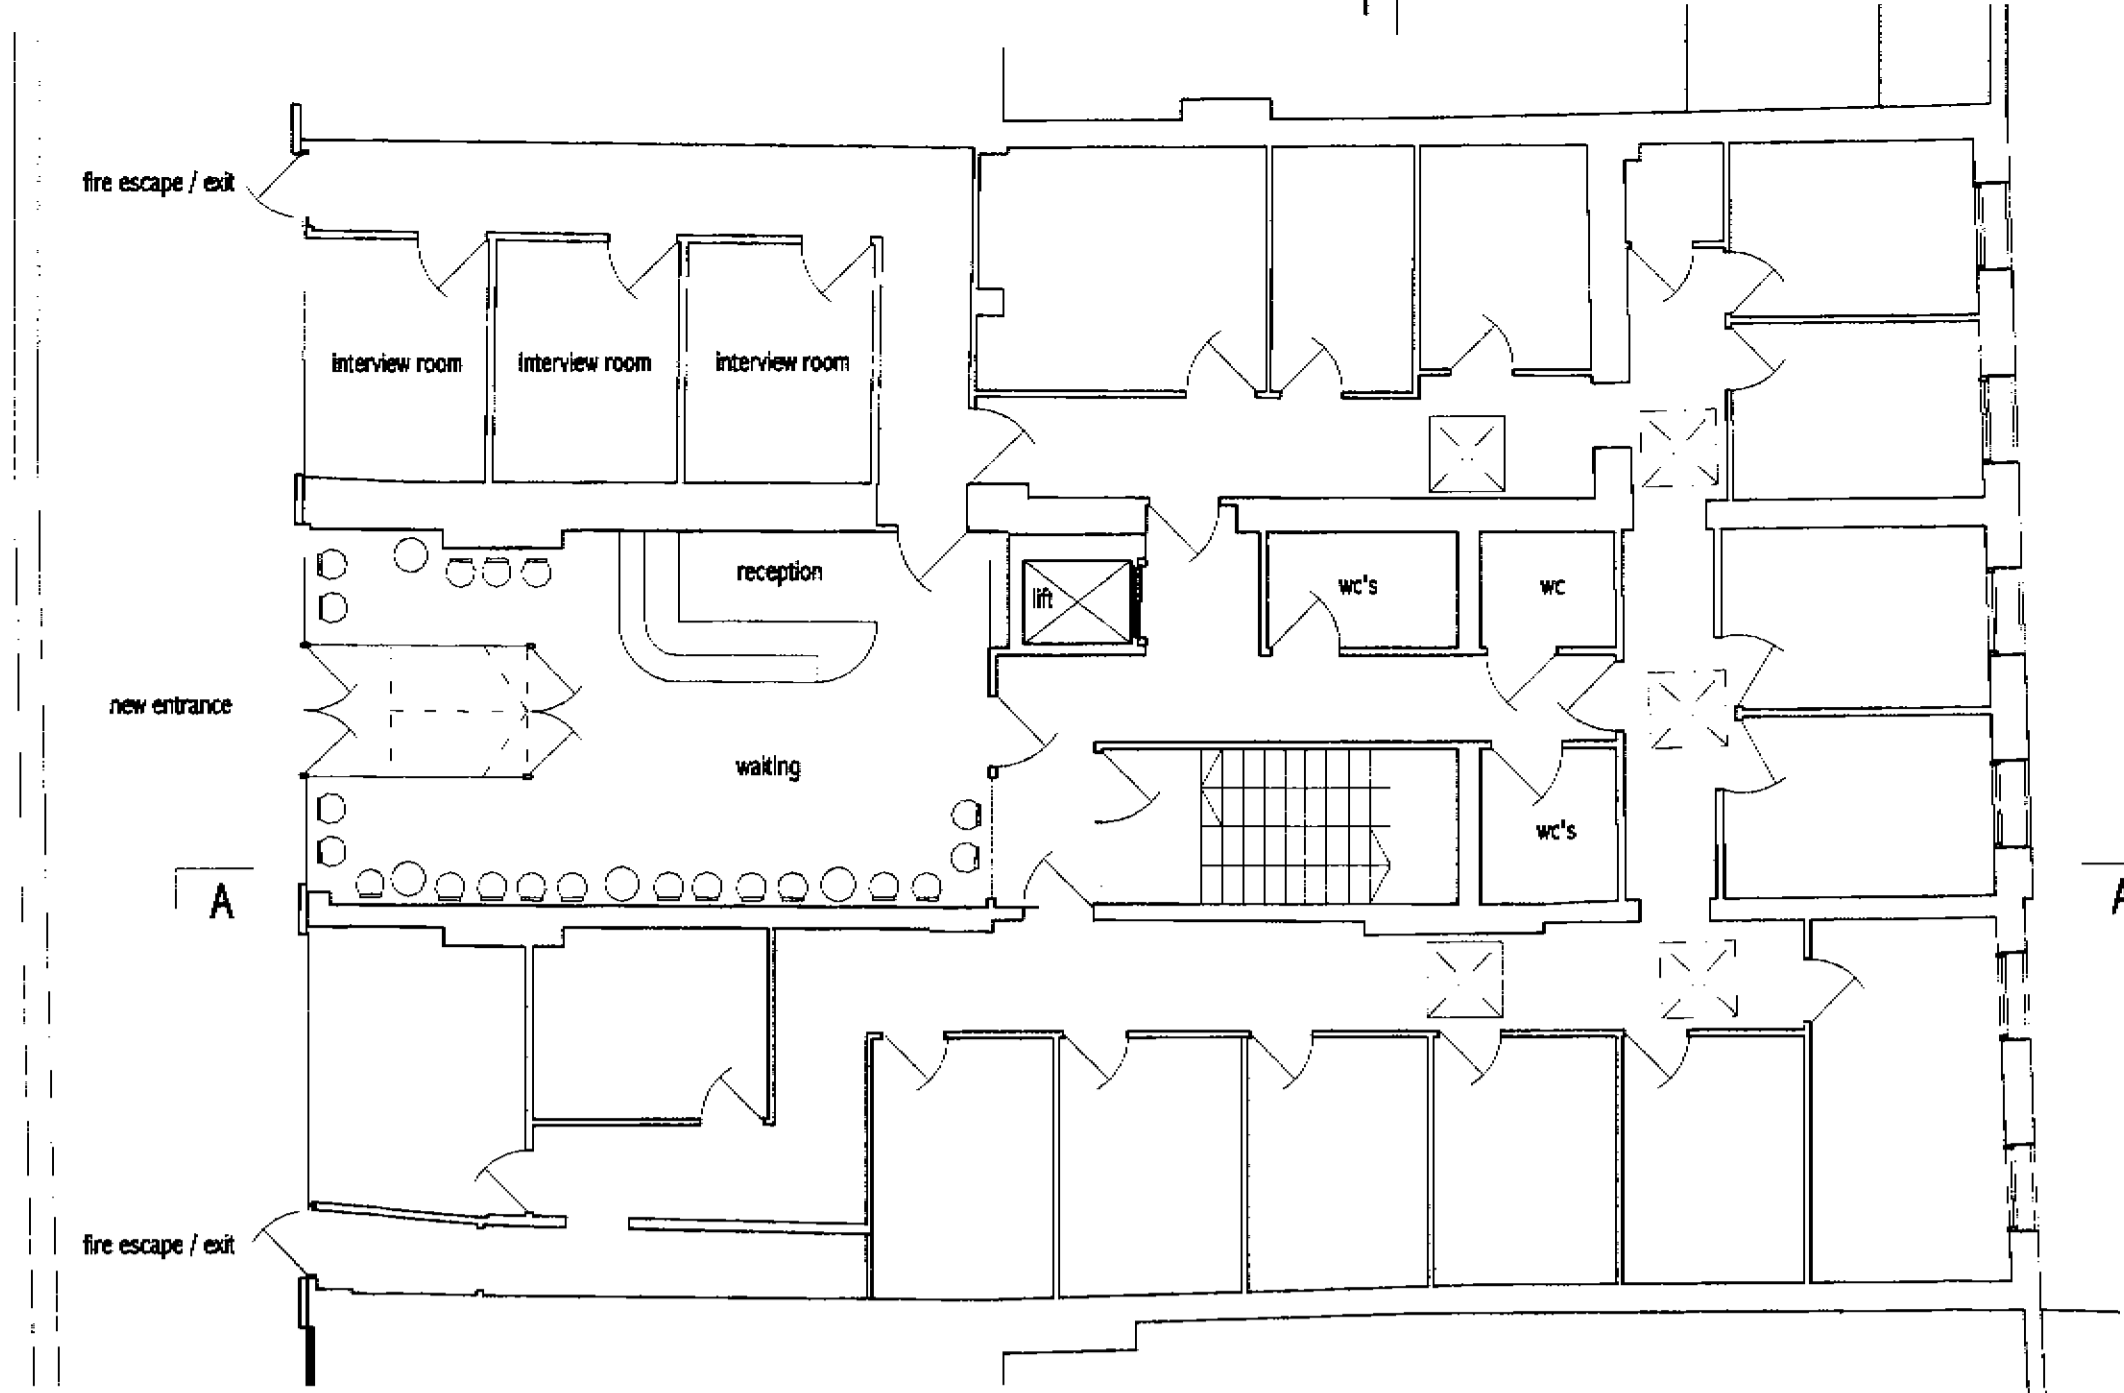 fire escape / exit
interview room
interview room
interview room
reception
lift
wc's
wc
new entrance
waiting
wc's
A
A
fire escape / exit